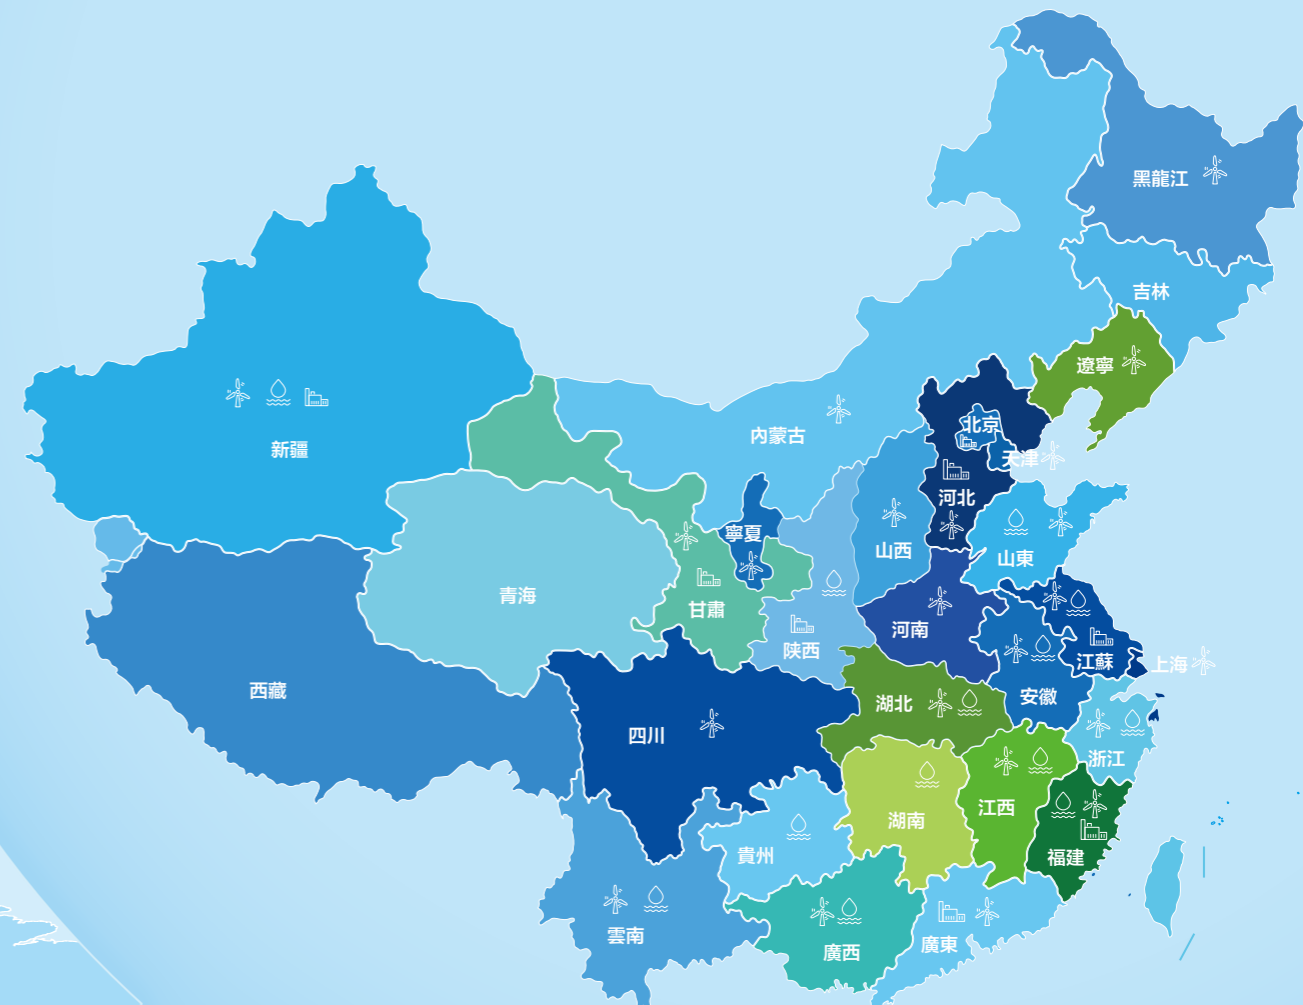 黑龍江
吉林
遼寧
內蒙古
北京
天津
新疆
河北
寧夏
山西
山東
青海
甘肅
河南
陝西
江蘇
上海
西藏
安徽
湖北
四川
浙江
江西
湖南
貴州
福建
雲南
廣東
廣西